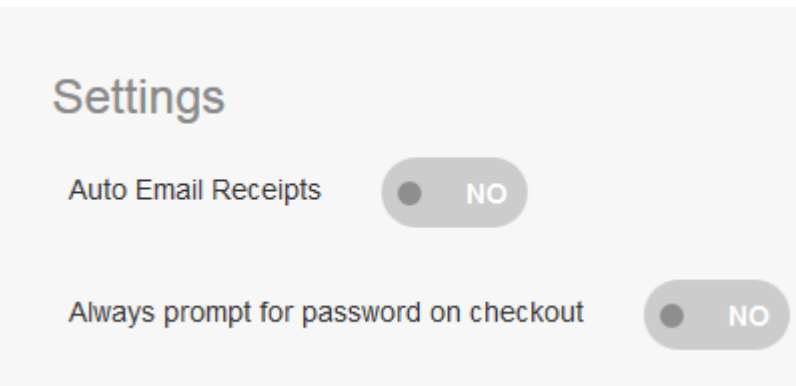 Settings
Auto Email Receipts NO
Always prompt for password on checkout NO